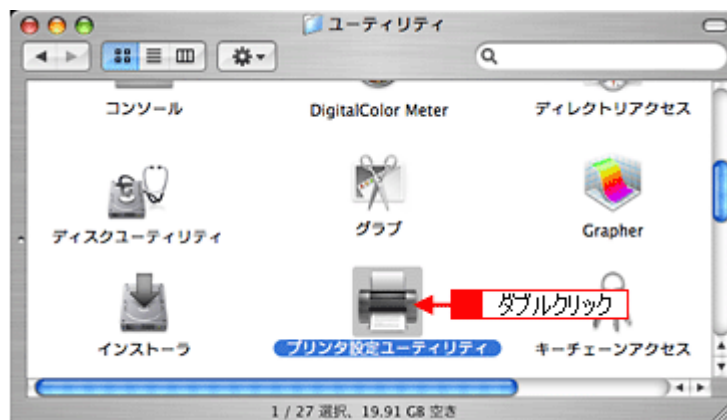 ユーティリティ
コンソール
DigitalColor Meter
ディレクトリアクセス
ディスクユーティリティ
グラブ
Grapher
ダブルクリック
インストーラ
プリンタ設定ユーティリティ
キーチェーンアクセス
1 / 27 選択、19.91 GB 空き